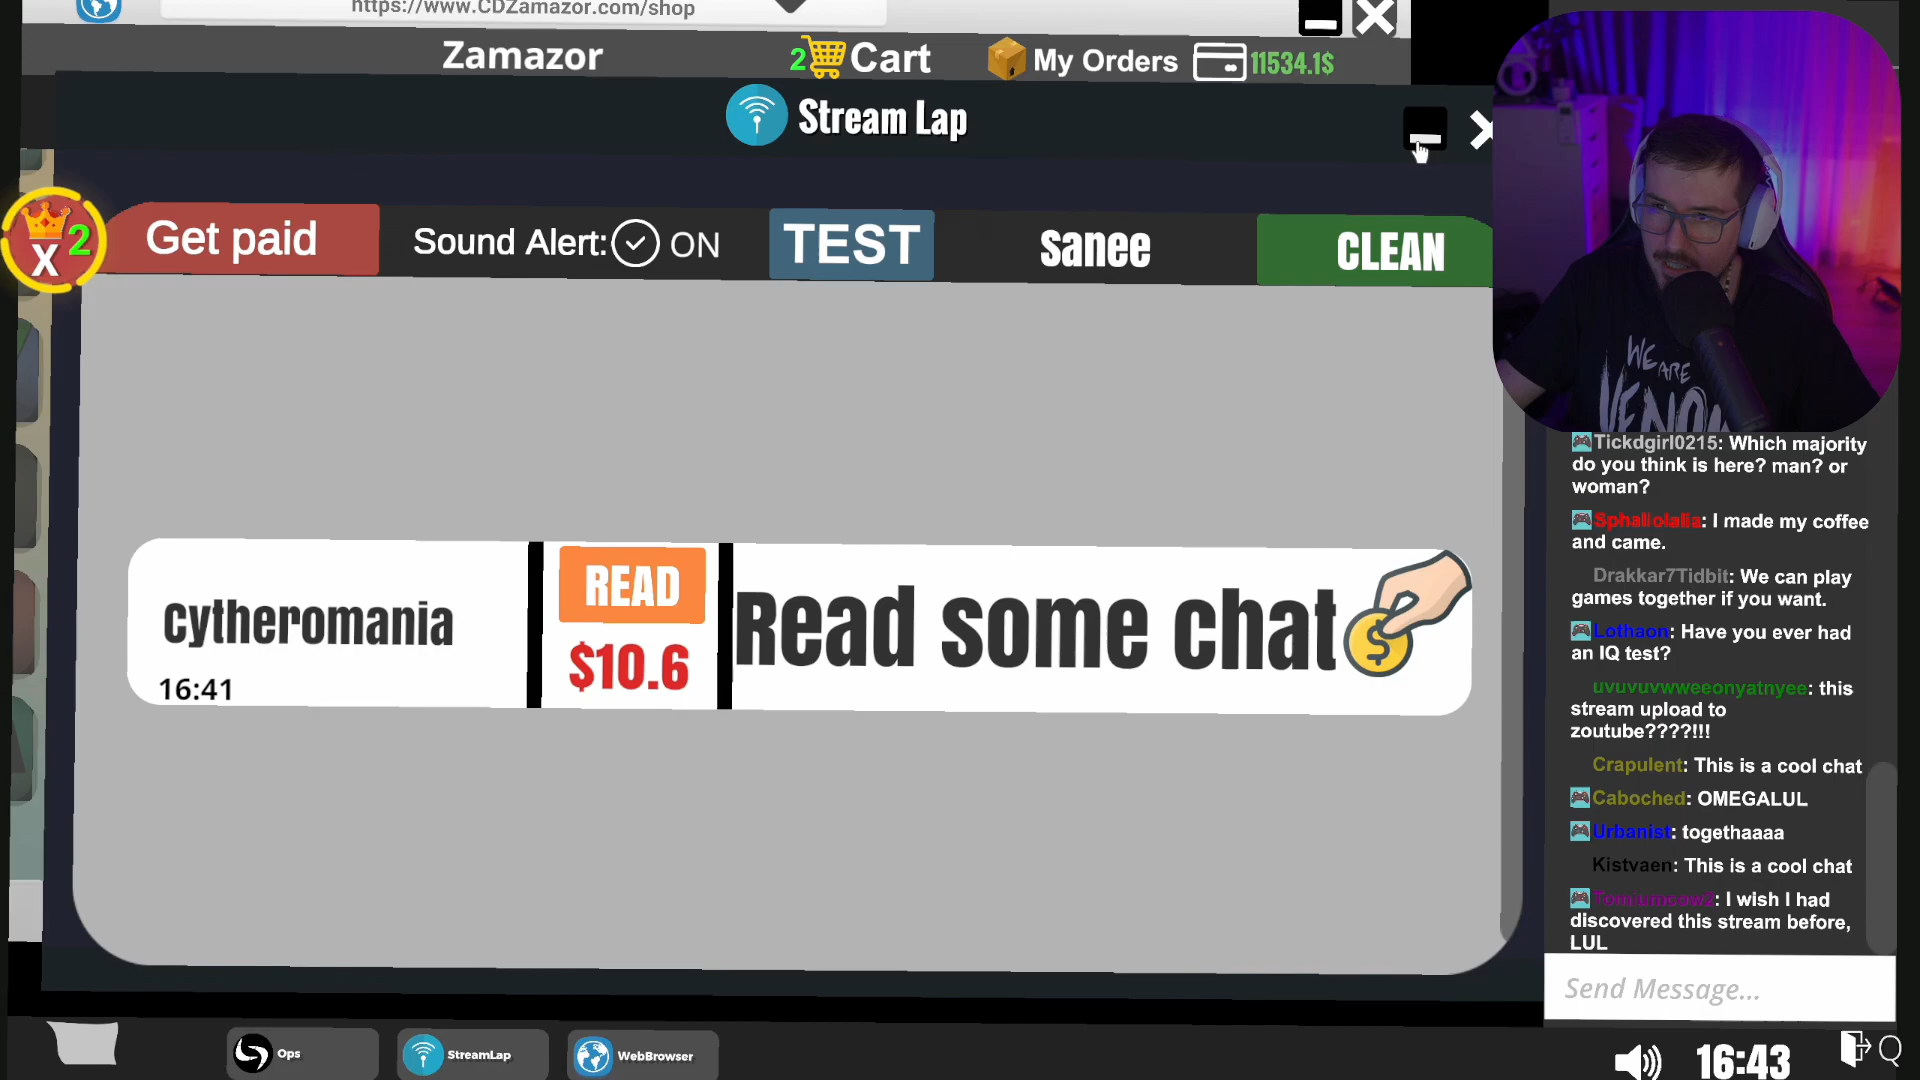 https://www.CDZamazor.com/shop
Zamazor
2 Cart
My Orders
11534.1$
Stream Lap
X 2
Get paid
Sound Alert: ON
TEST
sanee
CLEAN
cytheromania
16:41
READ
$10.6
Read some chat
WE ARE
Tickdgirl0215: Which majority
do you think is here? man? or
woman?
Sphallolalia: I made my coffee
and came.
Drakkar7Tidbit: We can play
games together if you want.
Lothaon: Have you ever had
an IQ test?
uvuvuvwweeonyatnyee: this
stream upload to
zoutube????!!!
Crapulent: This is a cool chat
Caboched: OMEGALUL
Urbanist: togethaaaa
Kistvaen: This is a cool chat
Tomiumcow2: I wish I had
discovered this stream before,
LUL
Send Message...
Ops
StreamLap
WebBrowser
16:43
Q